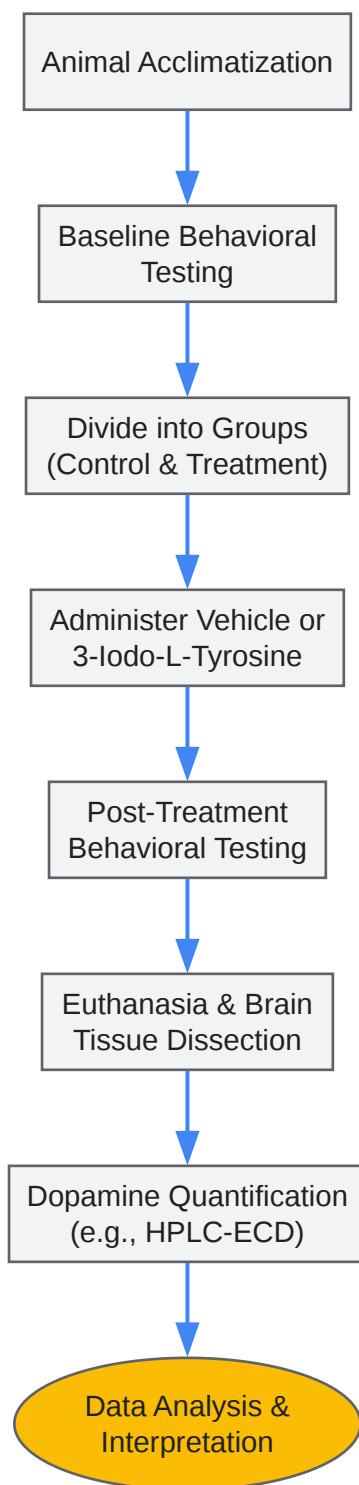 Animal Acclimatization
Baseline Behavioral
Testing
Divide into Groups
(Control & Treatment)
Administer Vehicle or
3-Iodo-L-Tyrosine
Post-Treatment
Behavioral Testing
Euthanasia & Brain
Tissue Dissection
Dopamine Quantification
(e.g., HPLC-ECD)
Data Analysis &
Interpretation